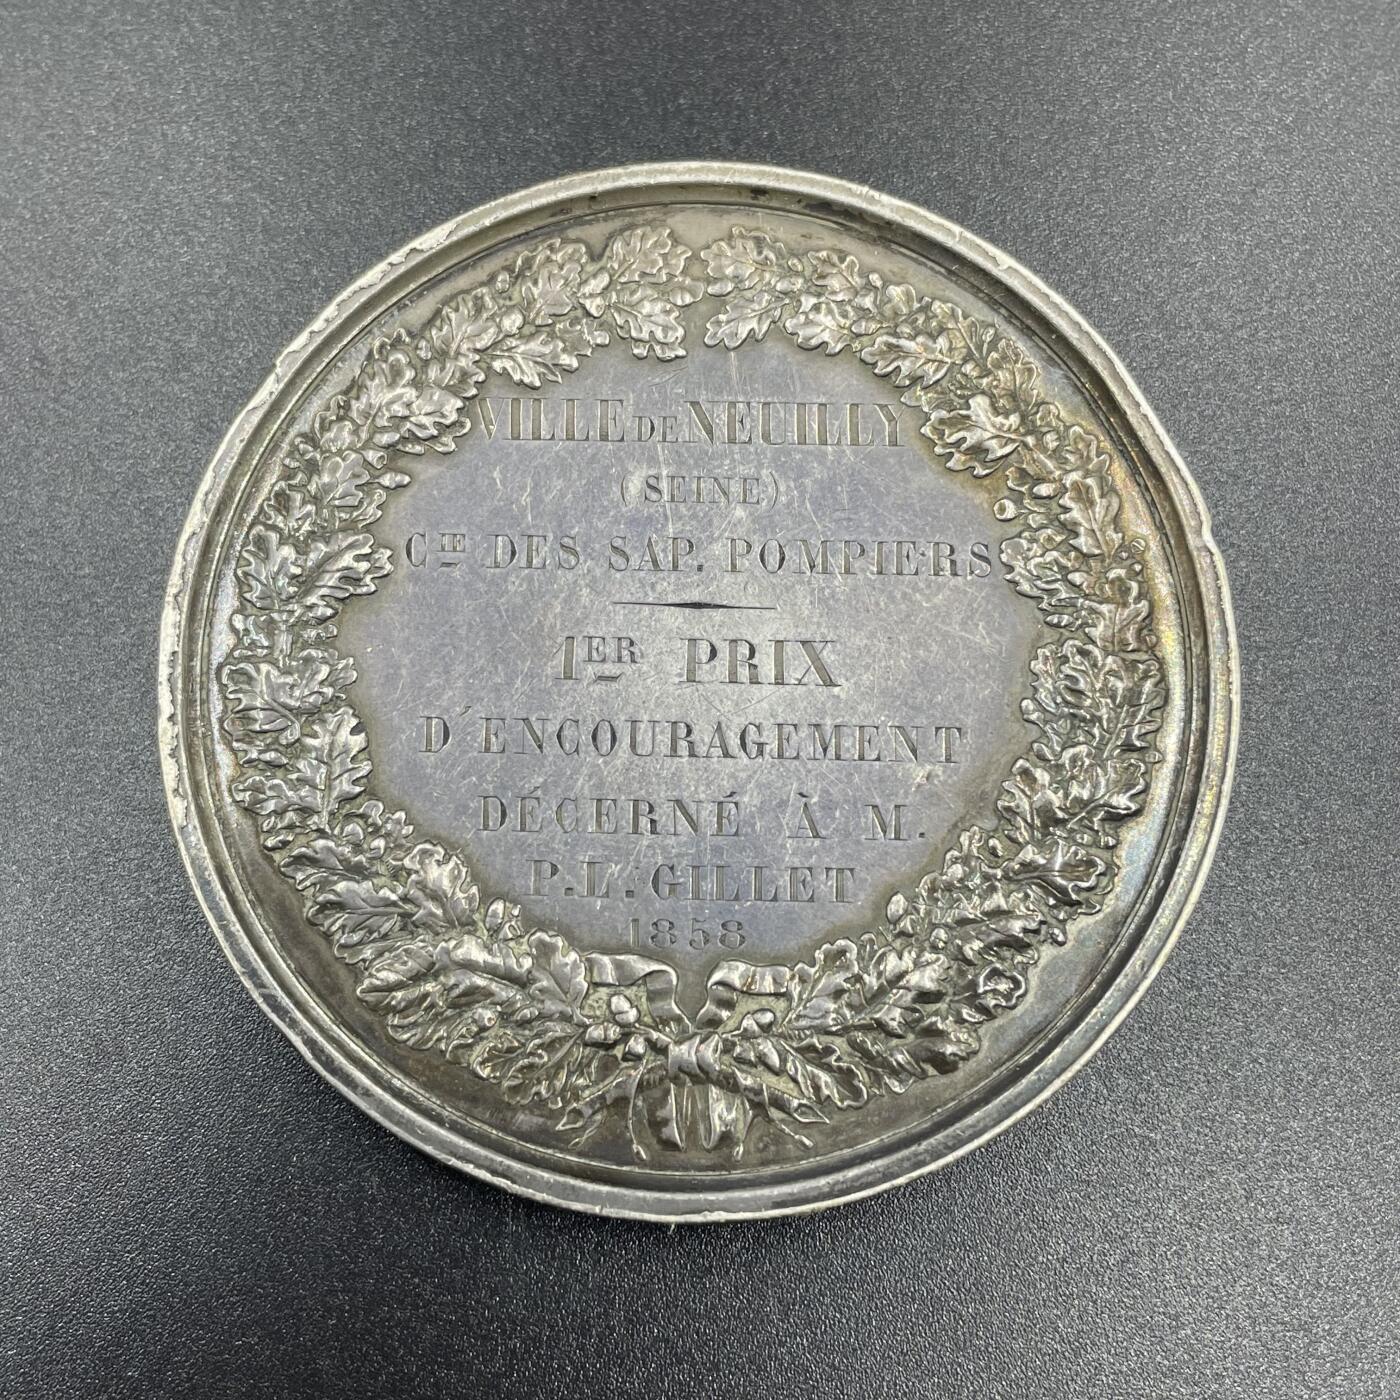 VILLE DE NEUILLY
(SEINE)
CIE DES SAP. POMPIERS
1ER PRIX
D'ENCOURAGEMENT
DÉCERNÉ À M.
P.L. GILLET
1858